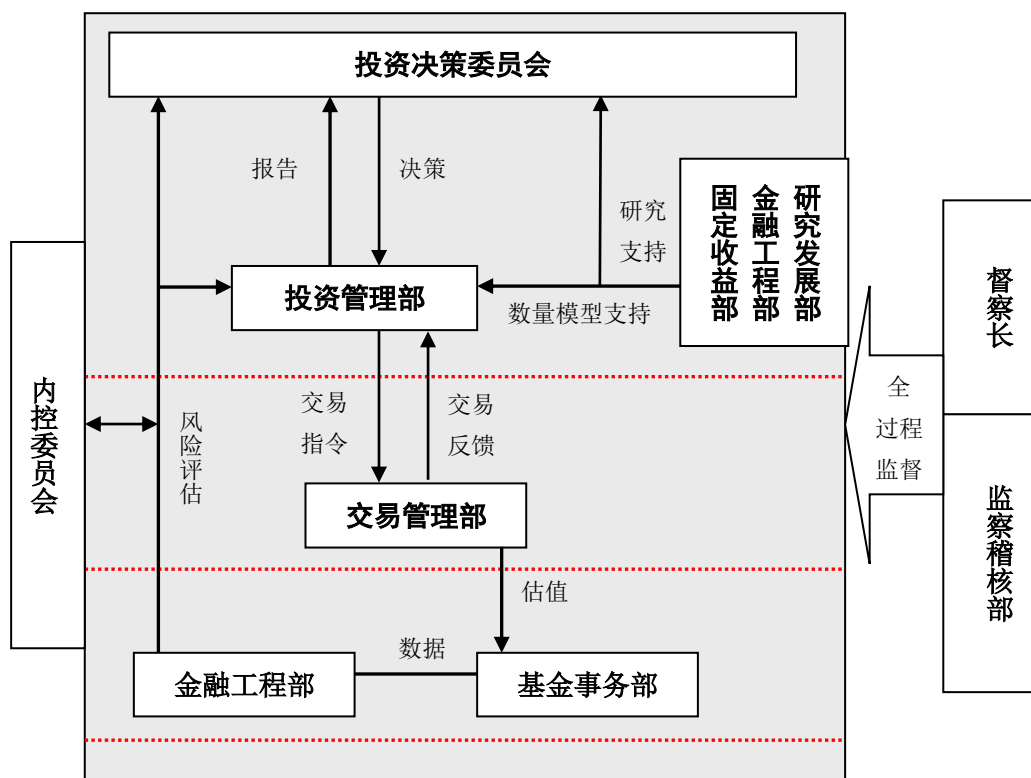 投资决策委员会
报告
决策
研究
支持
研究发展部
金融工程部
固定收益部
投资管理部
数量模型支持
督察长
内控委员会
风险评估
交易
指令
交易
反馈
全
过程
监督
交易管理部
监察稽核部
估值
数据
金融工程部
基金事务部